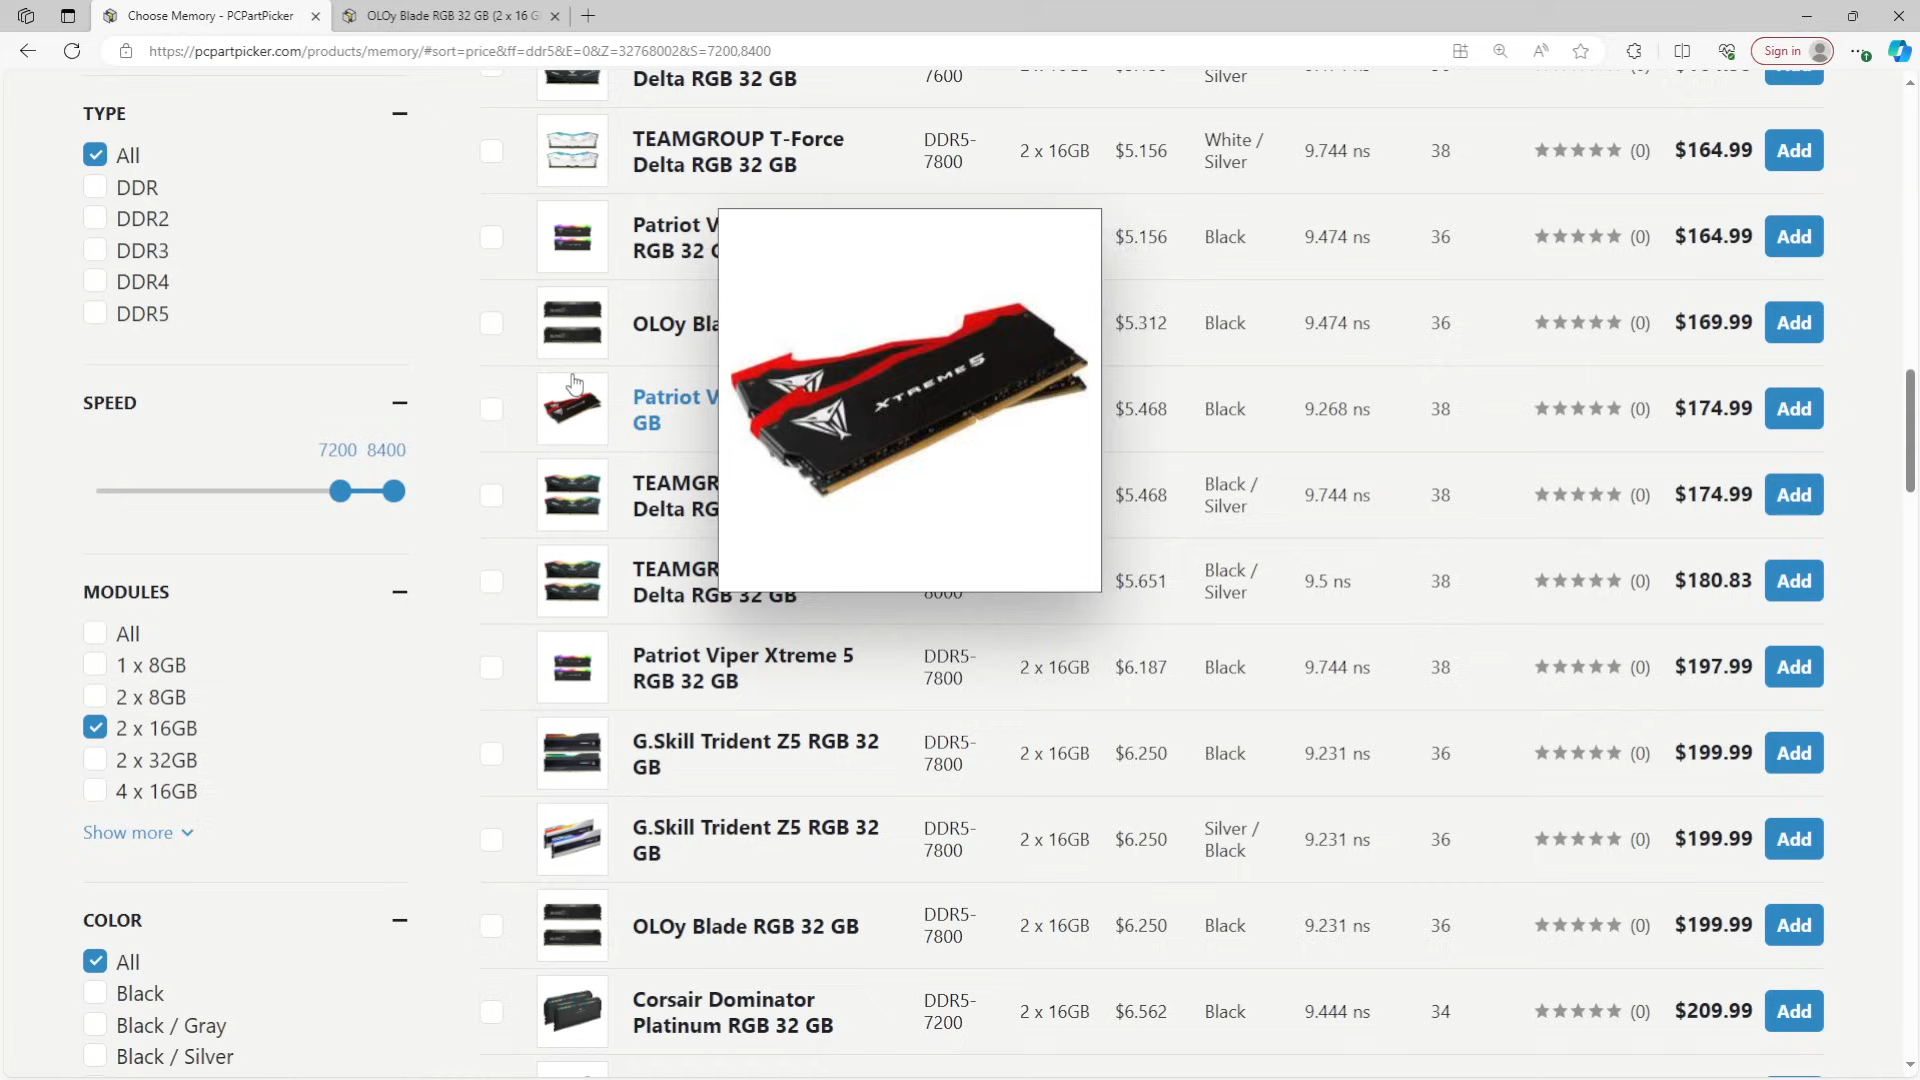 Choose Memory - PCPartPicker
OLOy Blade RGB 32 GB (2 x 16 G
https://pcpartpicker.com/products/memory/#sort=price&ff=ddr5&E=0&Z=32768002&S=7200,8400
Sign in
TYPE
All
DDR
DDR2
DDR3
DDR4
DDR5
SPEED
7200 8400
MODULES
All
1 x 8GB
2 x 8GB
2 x 16GB
2 x 32GB
4 x 16GB
Show more
COLOR
All
Black
Black / Gray
Black / Silver
Delta RGB 32 GB
7600
Silver
TEAMGROUP T-Force
Delta RGB 32 GB
DDR5-
7800
2 x 16GB
$5.156
White /
Silver
9.744 ns
38
(0)
$164.99
Add
Patriot V
RGB 32
$5.156
Black
9.474 ns
36
(0)
$164.99
Add
OLOy Bla
$5.312
Black
9.474 ns
36
(0)
$169.99
Add
Patriot V
GB
$5.468
Black
9.268 ns
38
(0)
$174.99
Add
XTREME 5
TEAMGR
Delta RG
$5.468
Black /
Silver
9.744 ns
38
(0)
$174.99
Add
TEAMGR
Delta RGB 32 GB
8000
$5.651
Black /
Silver
9.5 ns
38
(0)
$180.83
Add
Patriot Viper Xtreme 5
RGB 32 GB
DDR5-
7800
2 x 16GB
$6.187
Black
9.744 ns
38
(0)
$197.99
Add
G.Skill Trident Z5 RGB 32
GB
DDR5-
7800
2 x 16GB
$6.250
Black
9.231 ns
36
(0)
$199.99
Add
G.Skill Trident Z5 RGB 32
GB
DDR5-
7800
2 x 16GB
$6.250
Silver /
Black
9.231 ns
36
(0)
$199.99
Add
OLOy Blade RGB 32 GB
DDR5-
7800
2 x 16GB
$6.250
Black
9.231 ns
36
(0)
$199.99
Add
Corsair Dominator
Platinum RGB 32 GB
DDR5-
7200
2 x 16GB
$6.562
Black
9.444 ns
34
(0)
$209.99
Add